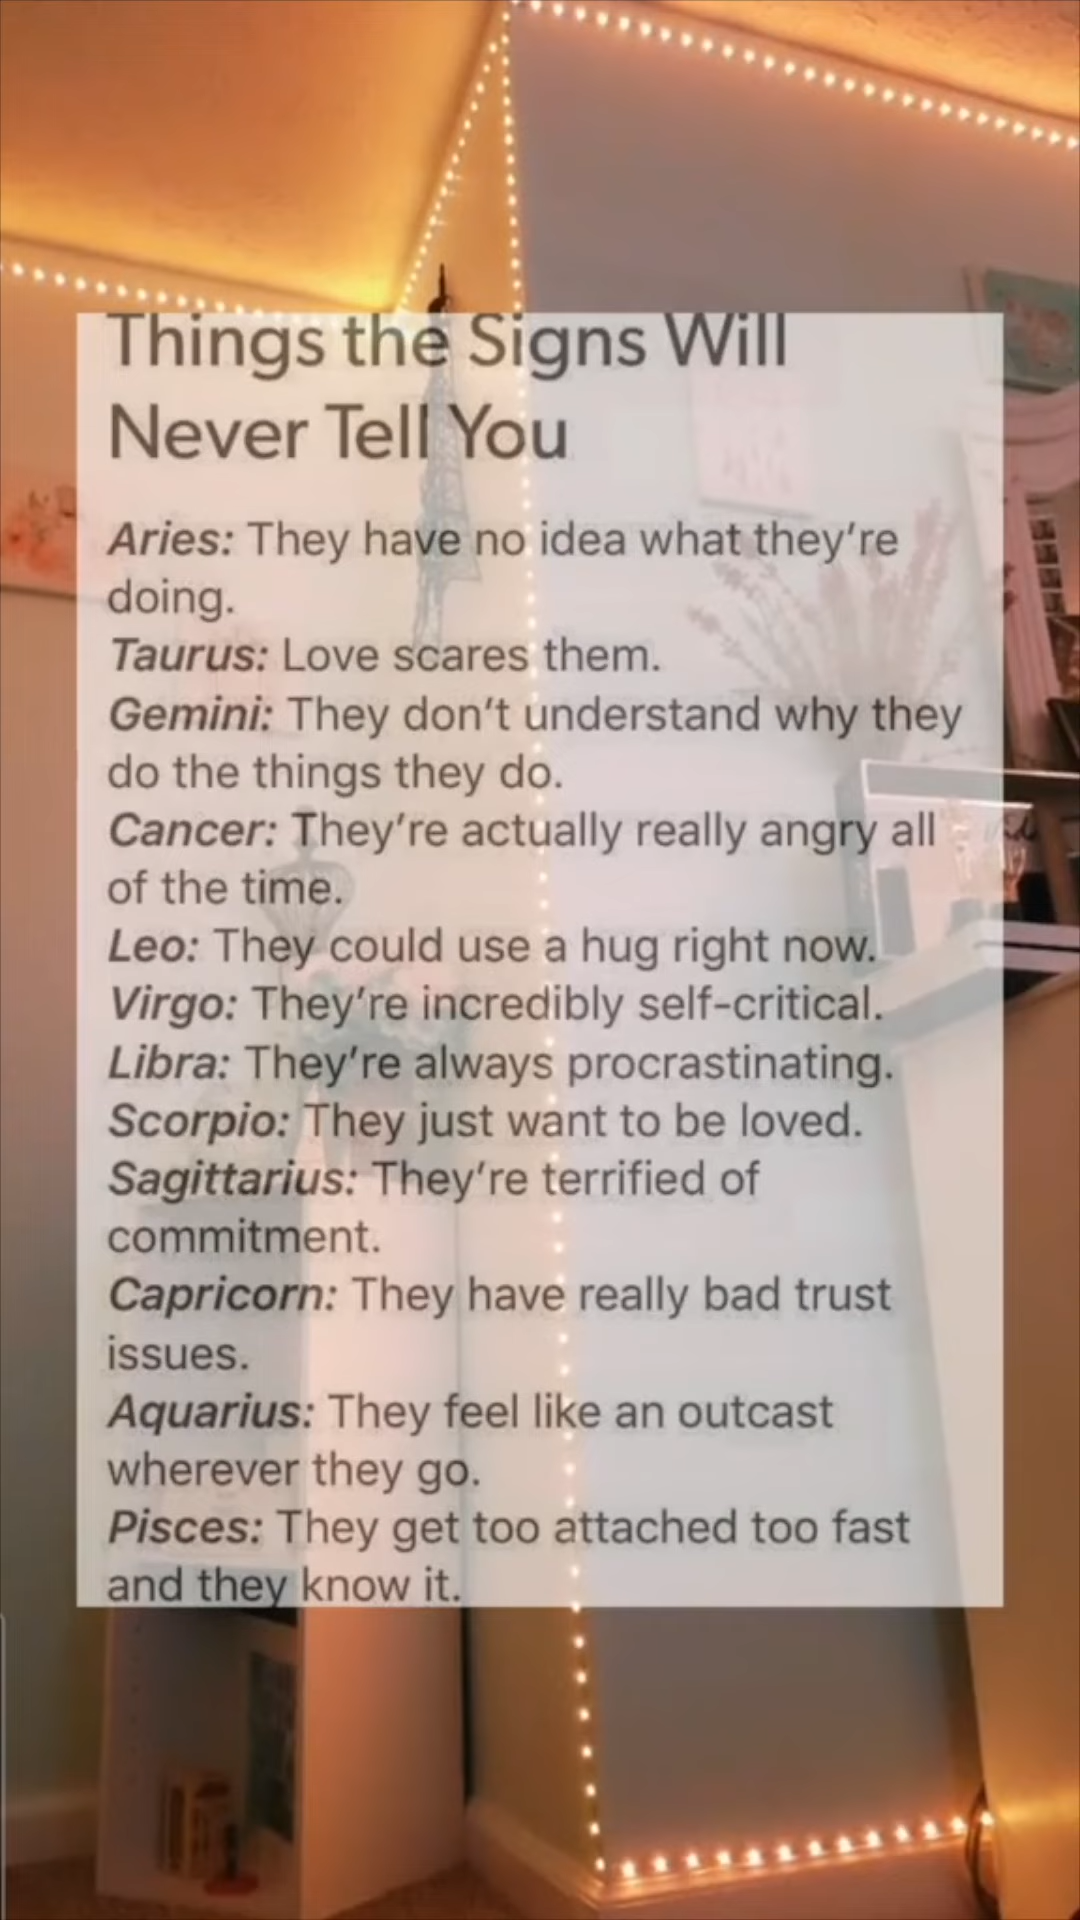 Things the Signs Will
Never Tell You
Aries: They have no idea what they’re
doing.
Taurus: Love scares them.
Gemini: They don’t understand why they
do the things they do.
Cancer: They’re actually really angry all
of the time.
Leo: They could use a hug right now.
Virgo: They’re incredibly self-critical.
Libra: They’re always procrastinating.
Scorpio: They just want to be loved.
Sagittarius: They’re terrified of
commitment.
Capricorn: They have really bad trust
issues.
Aquarius: They feel like an outcast
wherever they go.
Pisces: They get too attached too fast
and they know it.